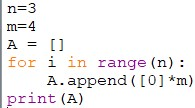 n=3
m=4
A = []
for i in range(n):
    A.append([0]*m)
print(A)